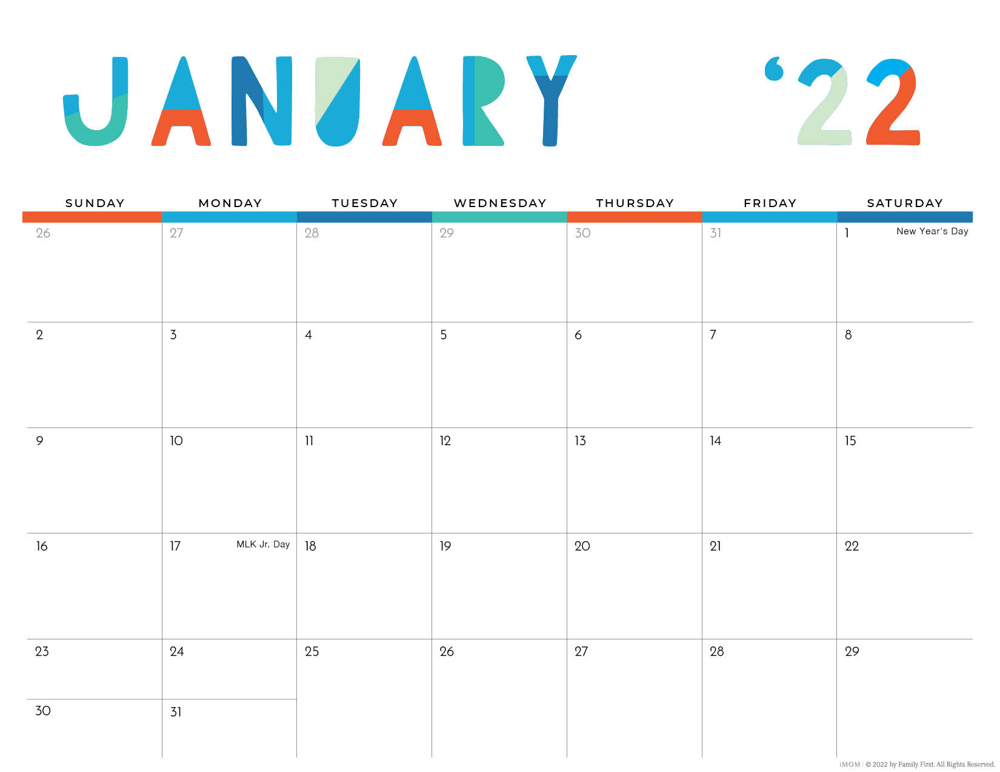 JANUARY ‘22
SUNDAY MONDAY TUESDAY WEDNESDAY THURSDAY FRIDAY SATURDAY
26 27 28 29 30 31 1 New Year’s Day
2 3 4 5 6 7 8
9 10 11 12 13 14 15
16 17 MLK Jr. Day 18 19 20 21 22
23 24 25 26 27 28 29
30 31
iMOM | © 2022 by Family First. All Rights Reserved.